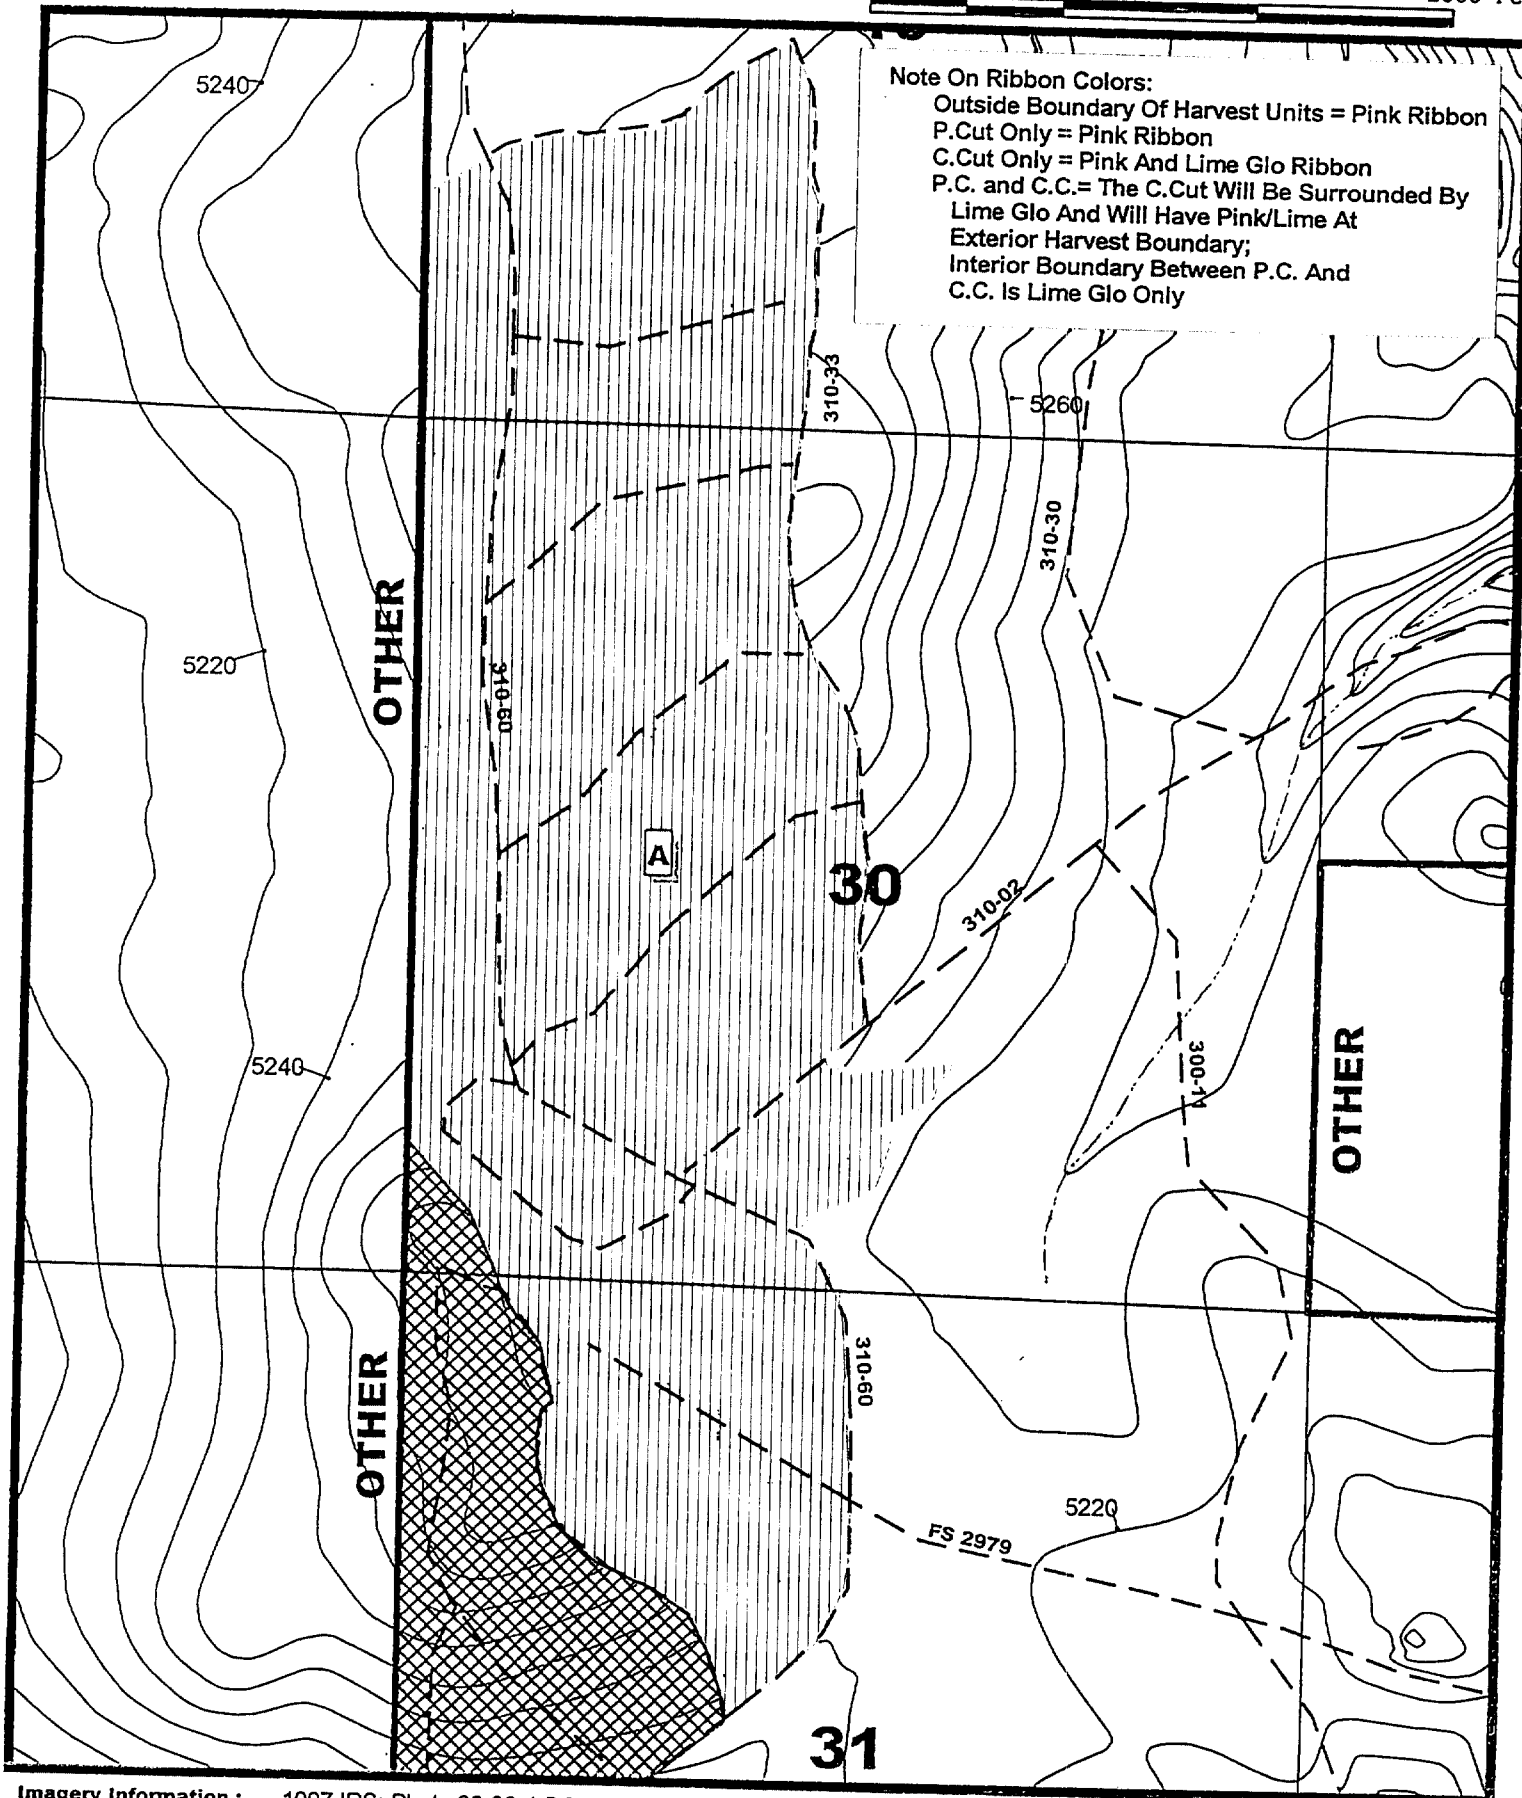 Note On Ribbon Colors:
Outside Boundary Of Harvest Units = Pink Ribbon
P.Cut Only = Pink Ribbon
C.Cut Only = Pink And Lime Glo Ribbon
P.C. and C.C.= The C.Cut Will Be Surrounded By
Lime Glo And Will Have Pink/Lime At
Exterior Harvest Boundary;
Interior Boundary Between P.C. And
C.C. Is Lime Glo Only
5240
310-33
5260
310-30
OTHER
5220
310-60
A
30
310-02
300-11
5240
OTHER
OTHER
310-60
5220
FS 2979
31
Imagery Information :